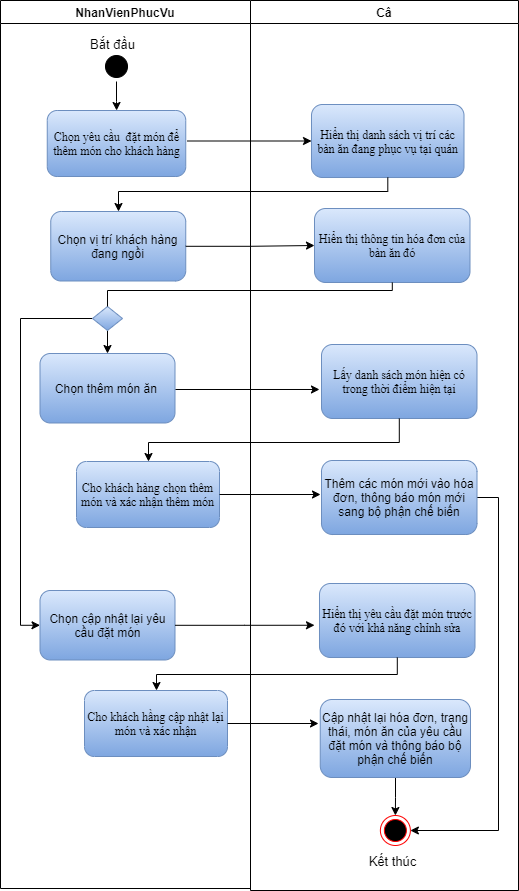 NhanVienPhucVu
Câ
Bắt đầu
Chọn yêu cầu đặt món để
thêm món cho khách hàng
Hiển thị danh sách vị trí các
bàn ăn đang phục vụ tại quán
Chọn vị trí khách hàng
đang ngồi
Hiển thị thông tin hóa đơn của
bàn ăn đó
Chọn thêm món ăn
Lấy danh sách món hiện có
trong thời điểm hiện tại
Cho khách hàng chọn thêm
món và xác nhận thêm món
Thêm các món mới vào hóa
đơn, thông báo món mới
sang bộ phận chế biến
Chọn cập nhật lại yêu
cầu đặt món
Hiển thị yêu cầu đặt món trước
đó với khả năng chỉnh sửa
Cho khách hằng cập nhật lại
món và xác nhận
Cập nhật lại hóa đơn, trạng
thái, món ăn của yêu cầu
đặt món và thông báo bộ
phận chế biến
Kết thúc